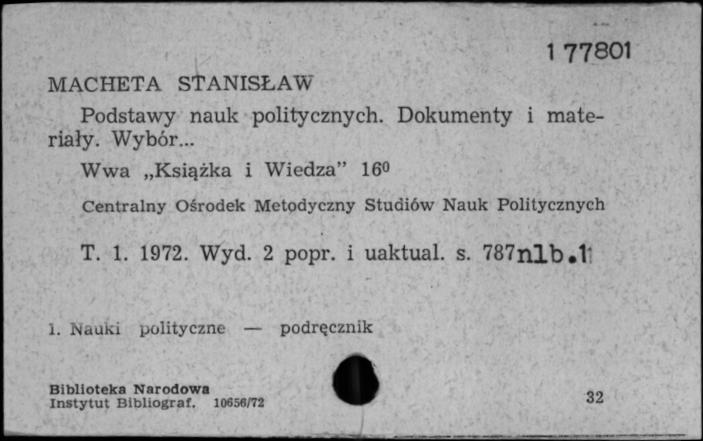 1 77801
MACHETA STANISŁAW
Podstawy nauk politycznych. Dokumenty i mate-
riały. Wybór...
Wwa „Książka i Wiedza” 16⁰
Centralny Ośrodek Metodyczny Studiów Nauk Politycznych
T. 1. 1972. Wyd. 2 popr. i uaktual. s. 787nlb.1
1. Nauki polityczne — podręcznik
Biblioteka Narodowa
Instytut Bibliograf. 10656/72
32